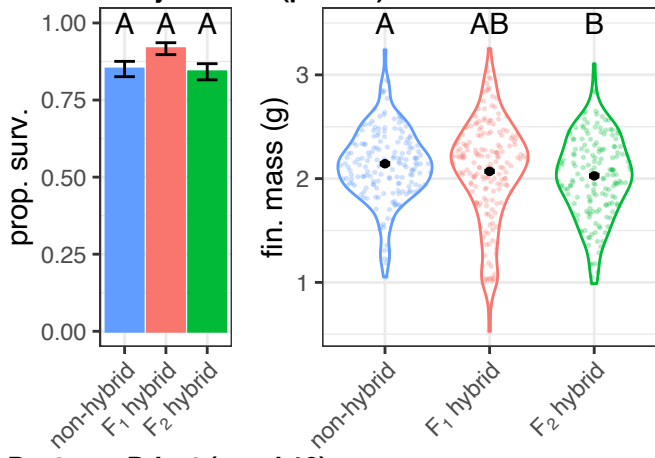 A A A
1.00
0.75
0.50
0.25
0.00
prop. surv.
non-hybrid
F₁ hybrid
F₂ hybrid
A AB B
3
2
1
fin. mass (g)
non-hybrid
F₁ hybrid
F₂ hybrid